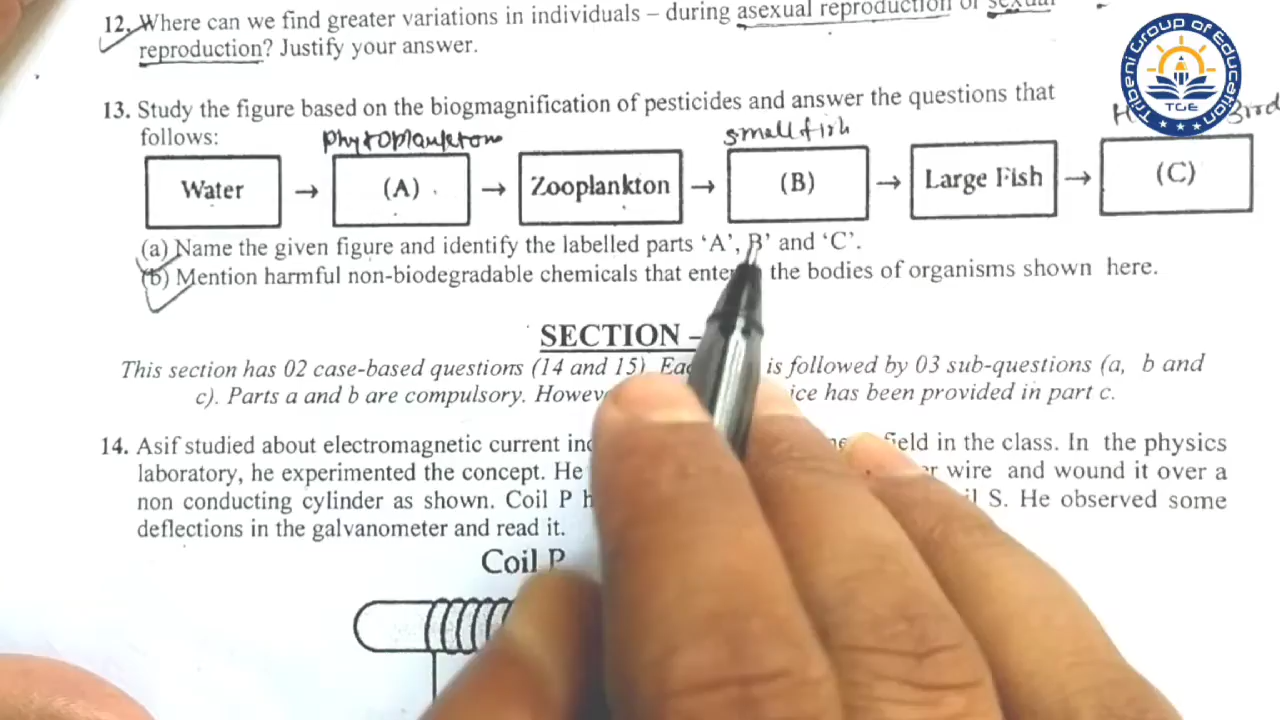 12. Where can we find greater variations in individuals – during asexual reproduction or sexual
reproduction? Justify your answer.
13. Study the figure based on the biogmagnification of pesticides and answer the questions that
follows:
phytoplankton
small fish
Bird
Water → (A) → Zooplankton → (B) → Large Fish → (C)
(a) Name the given figure and identify the labelled parts 'A', B' and 'C'.
(b) Mention harmful non-biodegradable chemicals that enter the bodies of organisms shown here.
SECTION –
This section has 02 case-based questions (14 and 15). is followed by 03 sub-questions (a, b and
c). Parts a and b are compulsory. has been provided in part c.
14. Asif studied about electromagnetic current field in the class. In the physics
laboratory, he experimented the concept. He wire and wound it over a
non conducting cylinder as shown. Coil P S. He observed some
deflections in the galvanometer and read it.
Coil P
Tribeni Group of Education
TGE